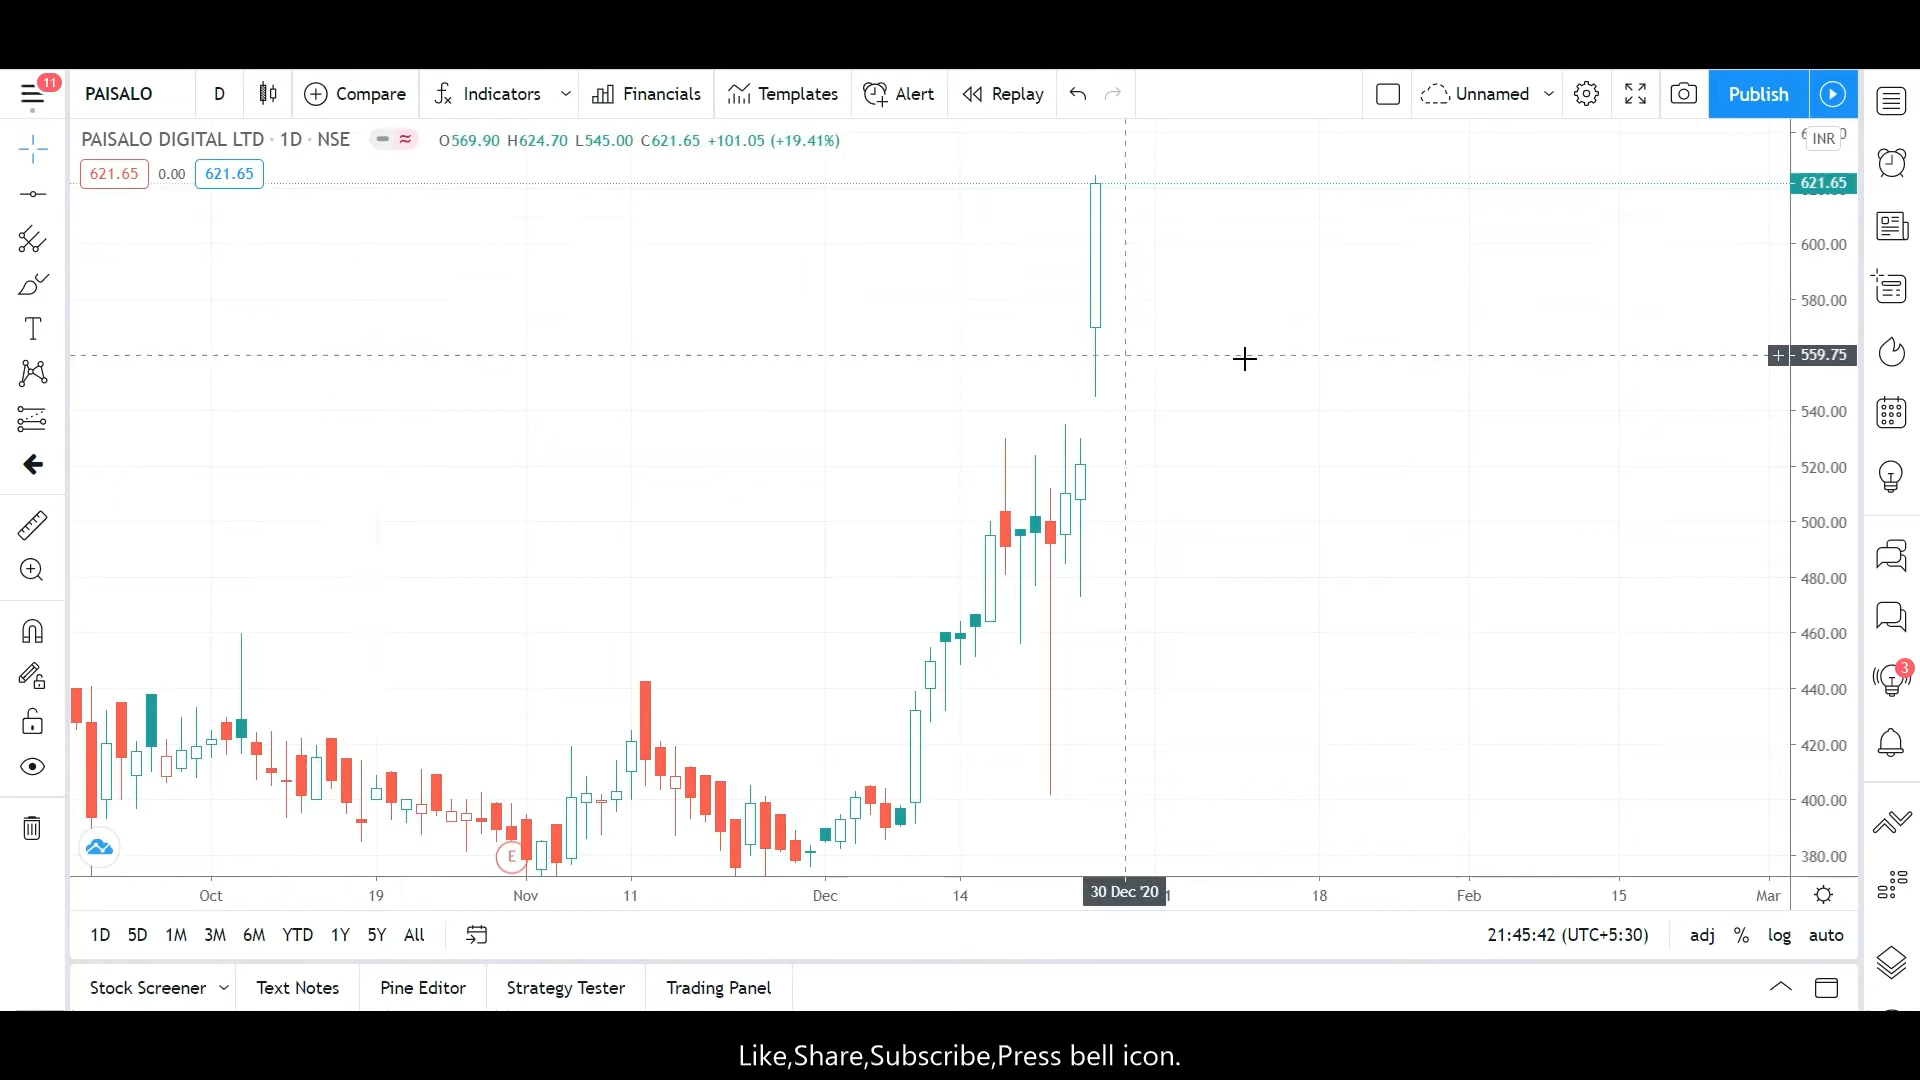 11
PAISALO D Compare Indicators Financials Templates Alert Replay Unnamed Publish
PAISALO DIGITAL LTD · 1D · NSE O569.90 H624.70 L545.00 C621.65 +101.05 (+19.41%)
INR
621.65 0.00 621.65
621.65
600.00
580.00
559.75
540.00
520.00
500.00
480.00
460.00
3
440.00
420.00
400.00
E
380.00
Oct 19 Nov 11 Dec 14 30 Dec '20 18 Feb 15 Mar
1D 5D 1M 3M 6M YTD 1Y 5Y All 21:45:42 (UTC+5:30) adj % log auto
Stock Screener Text Notes Pine Editor Strategy Tester Trading Panel
Like,Share,Subscribe,Press bell icon.